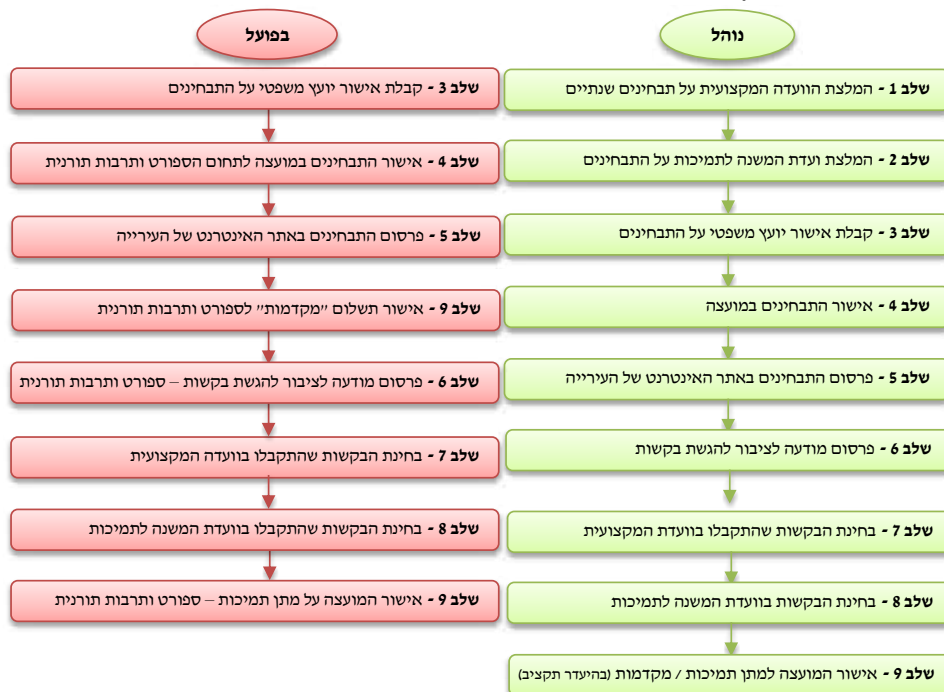 נוהל
שלב 1 - המלצת הוועדה המקצועית על תבחינים שנתיים
שלב 2 - המלצת ועדת המשנה לתמיכות על התבחינים
שלב 3 - קבלת אישור יועץ משפטי על התבחינים
שלב 4 - אישור התבחינים במועצה
שלב 5 - פרסום התבחינים באתר האינטרנט של העירייה
שלב 6 - פרסום מודעה לציבור להגשת בקשות
שלב 7 - בחינת הבקשות שהתקבלו בוועדת המקצועית
שלב 8 - בחינת הבקשות בוועדת המשנה לתמיכות
שלב 9 - אישור המועצה למתן תמיכות / מקדמות (בהיעדר תקציב)
בפועל
שלב 3 - קבלת אישור יועץ משפטי על התבחינים
שלב 4 - אישור התבחינים במועצה לתחום הספורט ותרבות תורנית
שלב 5 - פרסום התבחינים באתר האינטרנט של העירייה
שלב 9 - אישור תשלום "מקדמות" לספורט ותרבות תורנית
שלב 6 - פרסום מודעה לציבור להגשת בקשות – ספורט ותרבות תורנית
שלב 7 - בחינת הבקשות שהתקבלו בוועדה המקצועית
שלב 8 - בחינת הבקשות שהתקבלו בוועדת המשנה לתמיכות
שלב 9 - אישור המועצה על מתן תמיכות – ספורט ותרבות תורנית